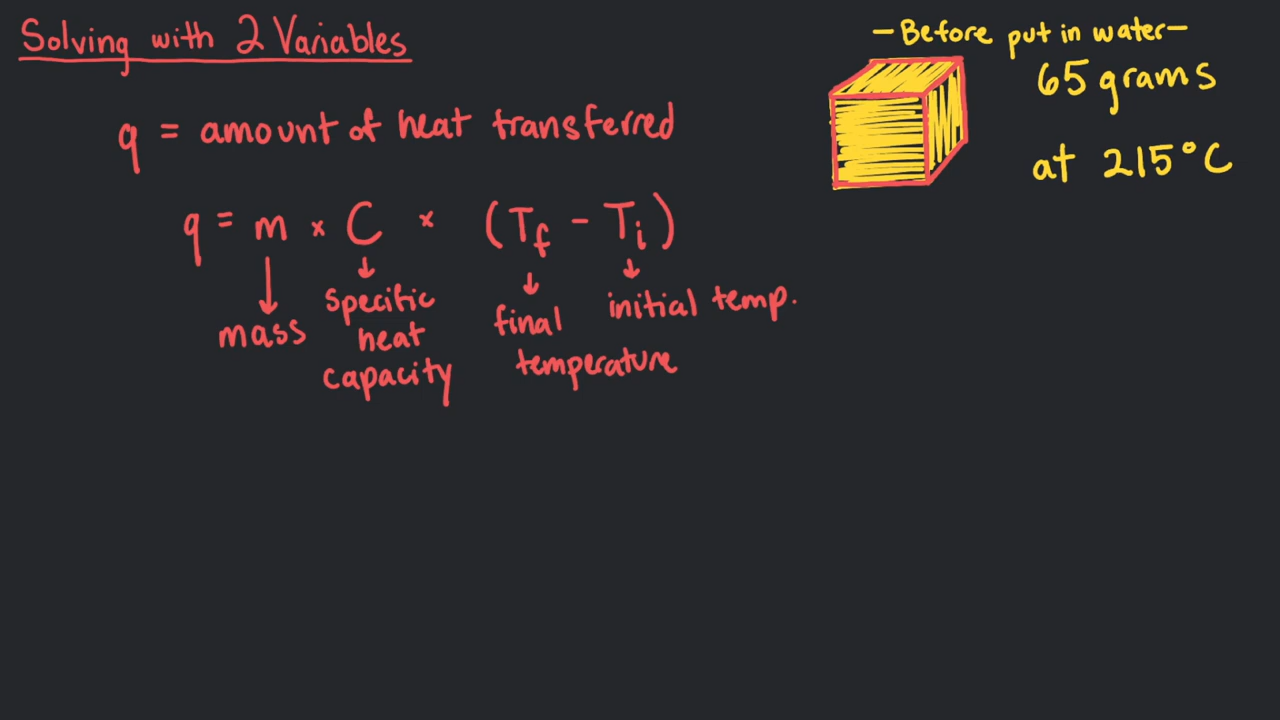 Solving with 2 Variables
— Before put in water —
65 grams
at 215°C
q = amount of heat transferred
q = m × C × (Tf - Ti)
mass
specific
heat
capacity
final
temperature
initial temp.